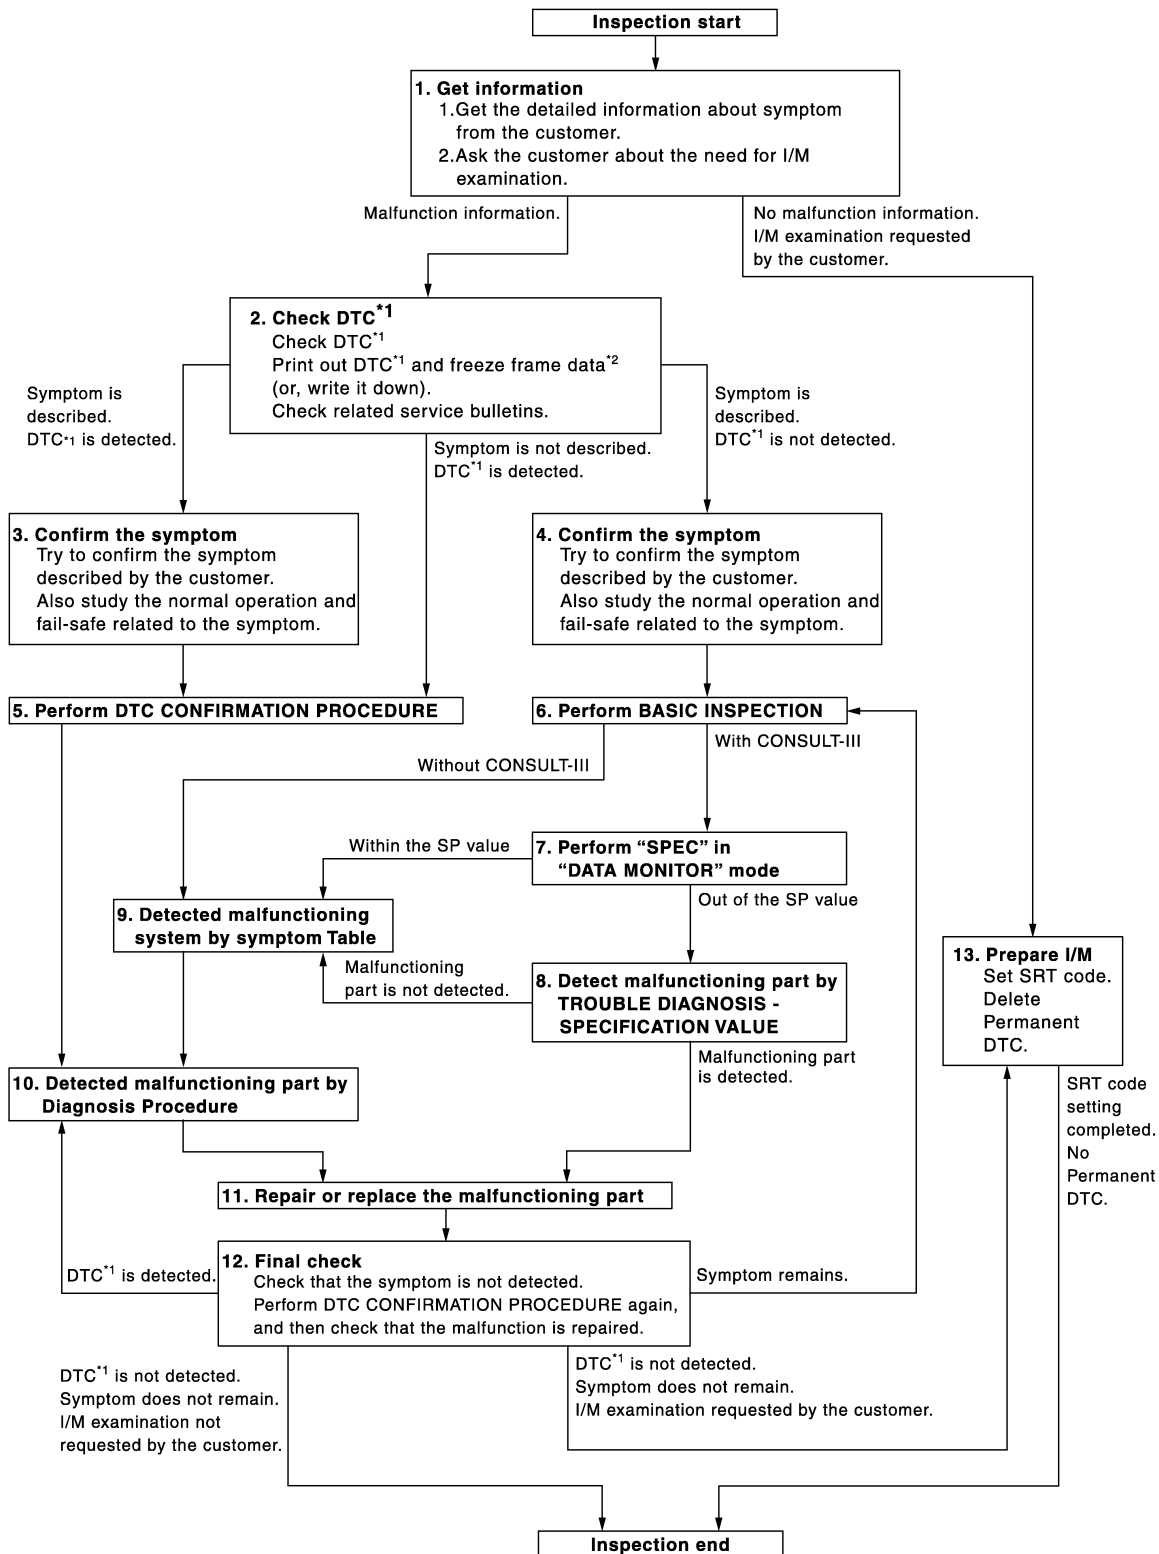 Inspection start
1. Get information
1.Get the detailed information about symptom
from the customer.
2.Ask the customer about the need for I/M
examination.
Malfunction information.
No malfunction information.
I/M examination requested
by the customer.
2. Check DTC*1
Check DTC*1
Print out DTC*1 and freeze frame data*2
(or, write it down).
Check related service bulletins.
Symptom is
described.
DTC*1 is detected.
Symptom is not described.
DTC*1 is detected.
Symptom is
described.
DTC*1 is not detected.
3. Confirm the symptom
Try to confirm the symptom
described by the customer.
Also study the normal operation and
fail-safe related to the symptom.
4. Confirm the symptom
Try to confirm the symptom
described by the customer.
Also study the normal operation and
fail-safe related to the symptom.
5. Perform DTC CONFIRMATION PROCEDURE
6. Perform BASIC INSPECTION
Without CONSULT-III
With CONSULT-III
Within the SP value
7. Perform “SPEC” in
“DATA MONITOR” mode
Out of the SP value
9. Detected malfunctioning
system by symptom Table
Malfunctioning
part is not detected.
8. Detect malfunctioning part by
TROUBLE DIAGNOSIS -
SPECIFICATION VALUE
13. Prepare I/M
Set SRT code.
Delete
Permanent
DTC.
Malfunctioning part
is detected.
10. Detected malfunctioning part by
Diagnosis Procedure
SRT code
setting
completed.
No
Permanent
DTC.
11. Repair or replace the malfunctioning part
DTC*1 is detected.
12. Final check
Check that the symptom is not detected.
Perform DTC CONFIRMATION PROCEDURE again,
and then check that the malfunction is repaired.
Symptom remains.
DTC*1 is not detected.
Symptom does not remain.
I/M examination not
requested by the customer.
DTC*1 is not detected.
Symptom does not remain.
I/M examination requested by the customer.
Inspection end